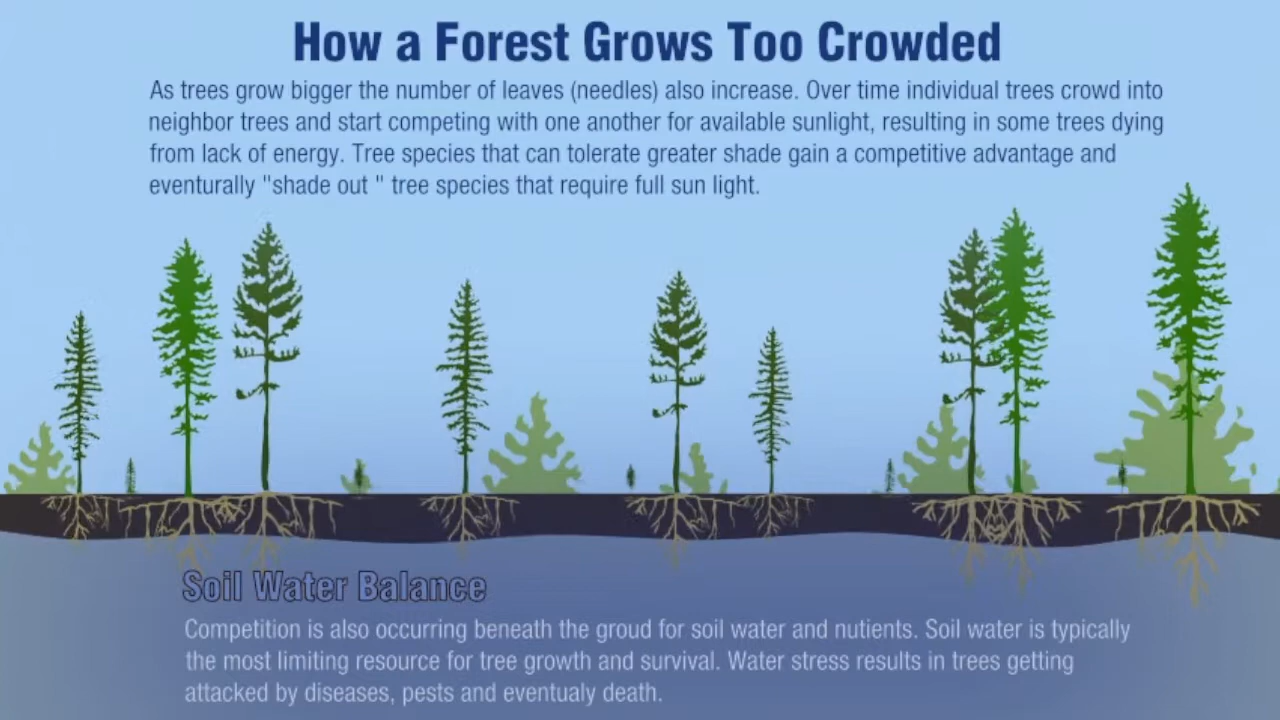 How a Forest Grows Too Crowded
As trees grow bigger the number of leaves (needles) also increase. Over time individual trees crowd into
neighbor trees and start competing with one another for available sunlight, resulting in some trees dying
from lack of energy. Tree species that can tolerate greater shade gain a competitive advantage and
eventurally "shade out " tree species that require full sun light.
Soil Water Balance
Competition is also occurring beneath the groud for soil water and nutients. Soil water is typically
the most limiting resource for tree growth and survival. Water stress results in trees getting
attacked by diseases, pests and eventualy death.